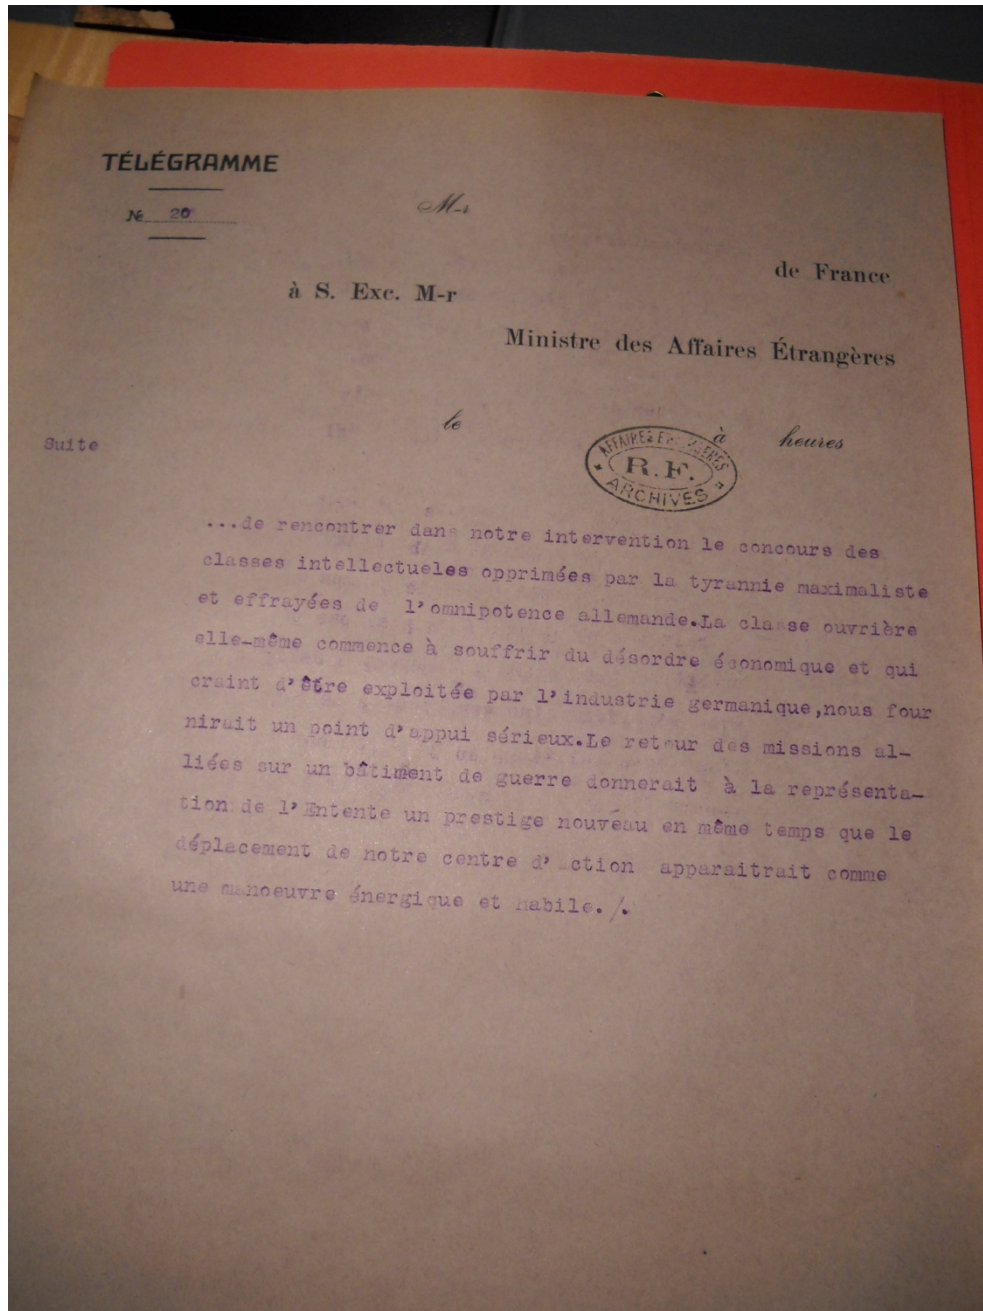 TÉLÉGRAMME
№ 20
M-r
de France
à S. Exc. M-r
Ministre des Affaires Étrangères
le à heures
Suite
AFFAIRES ETRANGERES
R.F.
ARCHIVES
...de rencontrer dans notre intervention le concours des
classes intellectueles opprimées par la tyrannie maximaliste
et effrayées de l'omnipotence allemande.La classe ouvrière
elle-même commence à souffrir du désordre économique et qui
craint d'être exploitée par l'industrie germanique,nous four
nirait un point d'appui sérieux.Le retour des missions al-
liées sur un bâtiment de guerre donnerait à la représenta-
tion de l'Entente un prestige nouveau en même temps que le
déplacement de notre centre d'action apparaitrait comme
une manoeuvre énergique et habile./.